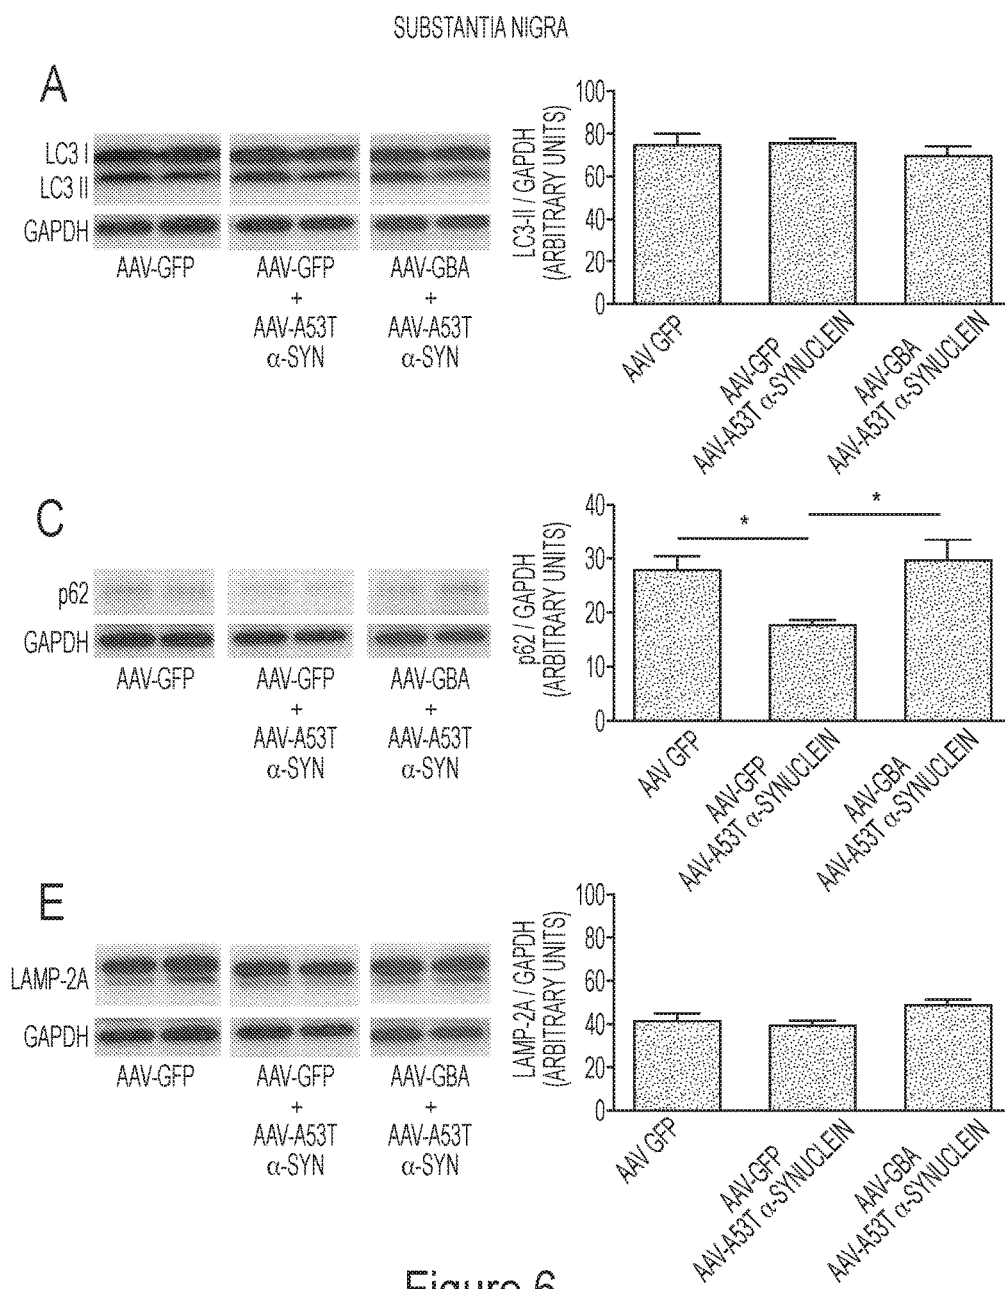 SUBSTANTIA NIGRA
A
LC3 I
LC3 II
GAPDH
AAV-GFP
AAV-GFP
+
AAV-A53T
α-SYN
AAV-GBA
+
AAV-A53T
α-SYN
LC3-II / GAPDH
(ARBITRARY UNITS)
100
80
60
40
20
0
AAV GFP
AAV-GFP
AAV-A53T α-SYNUCLEIN
AAV-GBA
AAV-A53T α-SYNUCLEIN
C
p62
GAPDH
AAV-GFP
AAV-GFP
+
AAV-A53T
α-SYN
AAV-GBA
+
AAV-A53T
α-SYN
p62 / GAPDH
(ARBITRARY UNITS)
40
30
20
10
0
*
*
AAV GFP
AAV-GFP
AAV-A53T α-SYNUCLEIN
AAV-GBA
AAV-A53T α-SYNUCLEIN
E
LAMP-2A
GAPDH
AAV-GFP
AAV-GFP
+
AAV-A53T
α-SYN
AAV-GBA
+
AAV-A53T
α-SYN
LAMP-2A / GAPDH
(ARBITRARY UNITS)
100
80
60
40
20
0
AAV GFP
AAV-GFP
AAV-A53T α-SYNUCLEIN
AAV-GBA
AAV-A53T α-SYNUCLEIN
Figure 6